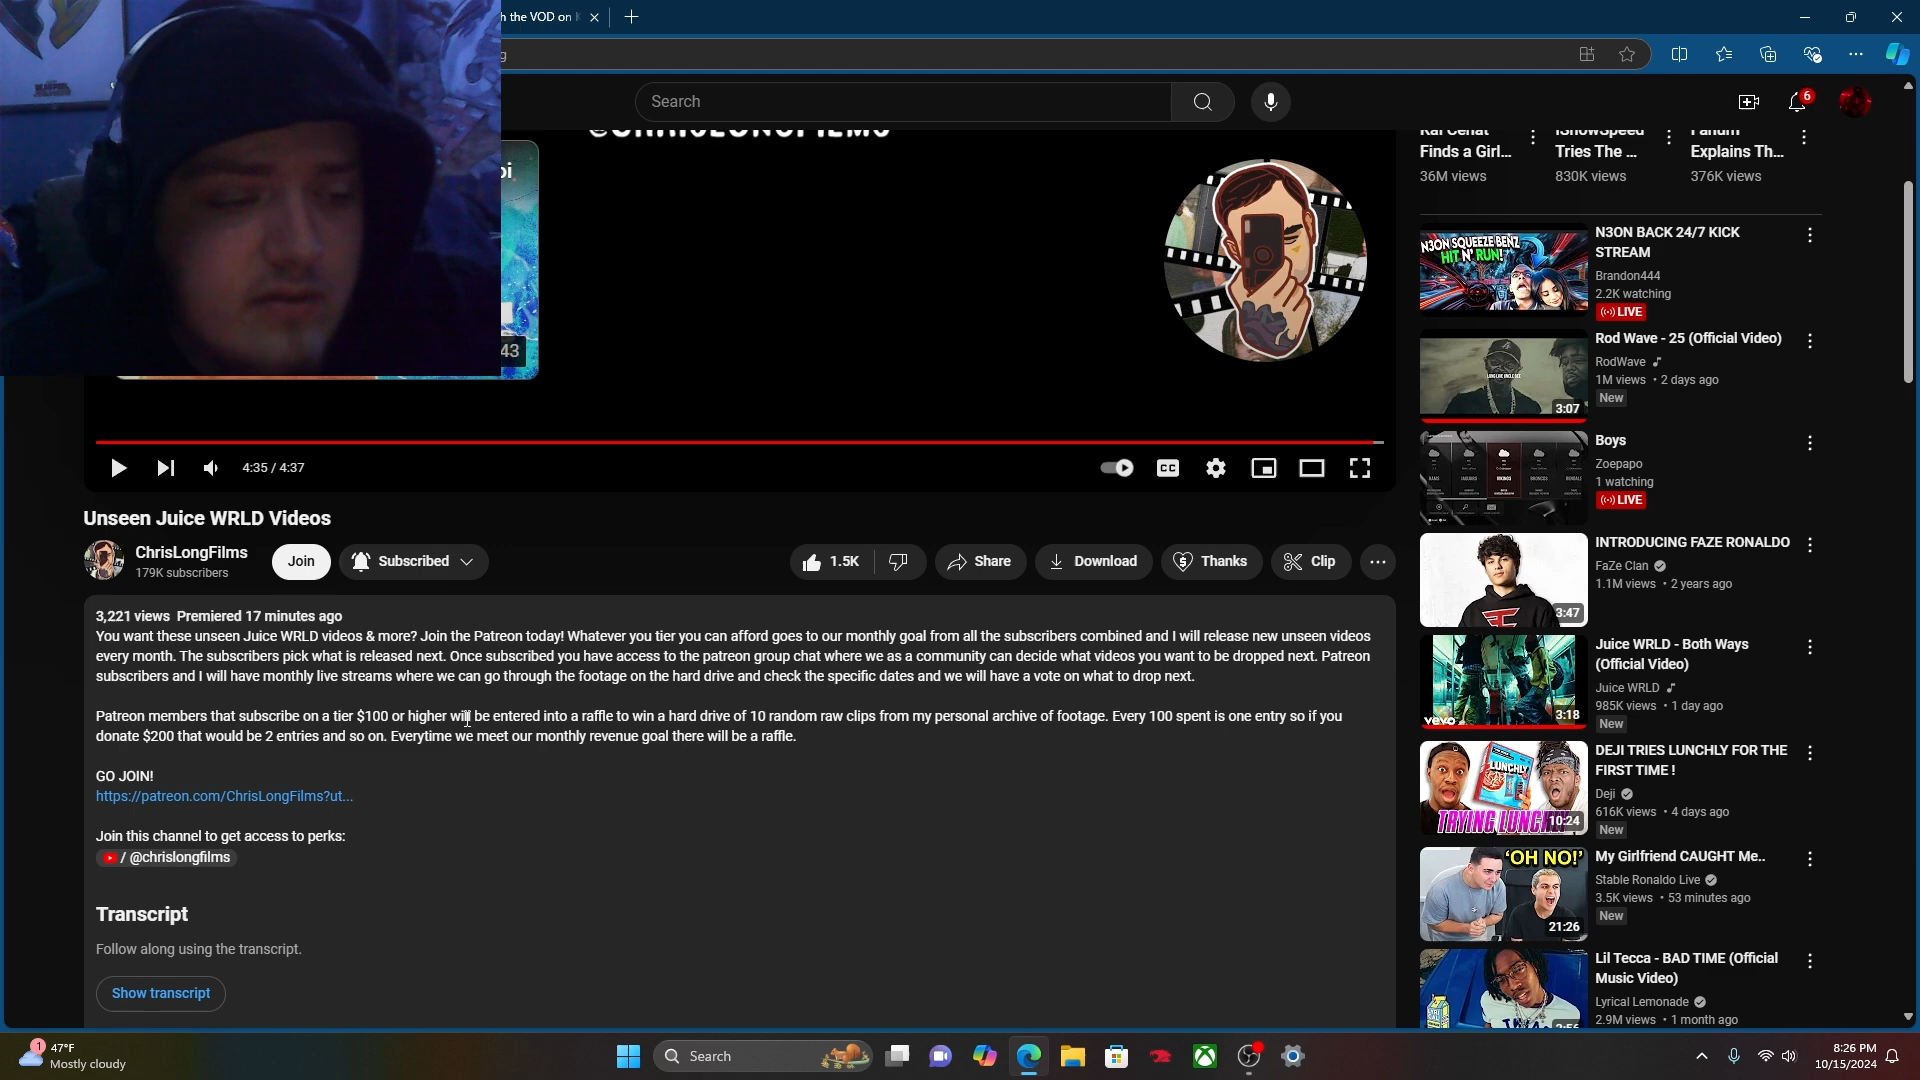 h the VOD on
Search
6
43
Kai Cenat
Finds a Girl...
36M views
IShowSpeed
Tries The ...
830K views
Fanum
Explains Th...
376K views
N3ON SQUEEZE BENZ
HIT N' RUN!
N3ON BACK 24/7 KICK
STREAM
Brandon444
2.2K watching
LIVE
3:07
Rod Wave - 25 (Official Video)
RodWave
1M views • 2 days ago
New
Boys
Zoepapo
1 watching
LIVE
3:47
INTRODUCING FAZE RONALDO
FaZe Clan
1.1M views • 2 years ago
vevo
3:18
Juice WRLD - Both Ways
(Official Video)
Juice WRLD
985K views • 1 day ago
New
LUNCHLY
TRYING LUNCHLY
10:24
DEJI TRIES LUNCHLY FOR THE
FIRST TIME !
Deji
616K views • 4 days ago
New
'OH NO!'
21:26
My Girlfriend CAUGHT Me..
Stable Ronaldo Live
3.5K views • 53 minutes ago
New
Lil Tecca - BAD TIME (Official
Music Video)
Lyrical Lemonade
2.9M views • 1 month ago
4:35 / 4:37
CC
Unseen Juice WRLD Videos
ChrisLongFilms
179K subscribers
Join
Subscribed
1.5K
Share
Download
Thanks
Clip
3,221 views Premiered 17 minutes ago
You want these unseen Juice WRLD videos & more? Join the Patreon today! Whatever you tier you can afford goes to our monthly goal from all the subscribers combined and I will release new unseen videos
every month. The subscribers pick what is released next. Once subscribed you have access to the patreon group chat where we as a community can decide what videos you want to be dropped next. Patreon
subscribers and I will have monthly live streams where we can go through the footage on the hard drive and check the specific dates and we will have a vote on what to drop next.
Patreon members that subscribe on a tier $100 or higher will be entered into a raffle to win a hard drive of 10 random raw clips from my personal archive of footage. Every 100 spent is one entry so if you
donate $200 that would be 2 entries and so on. Everytime we meet our monthly revenue goal there will be a raffle.
GO JOIN!
https://patreon.com/ChrisLongFilms?ut...
Join this channel to get access to perks:
/ @chrislongfilms
Transcript
Follow along using the transcript.
Show transcript
1
47°F
Mostly cloudy
Search
8:26 PM
10/15/2024